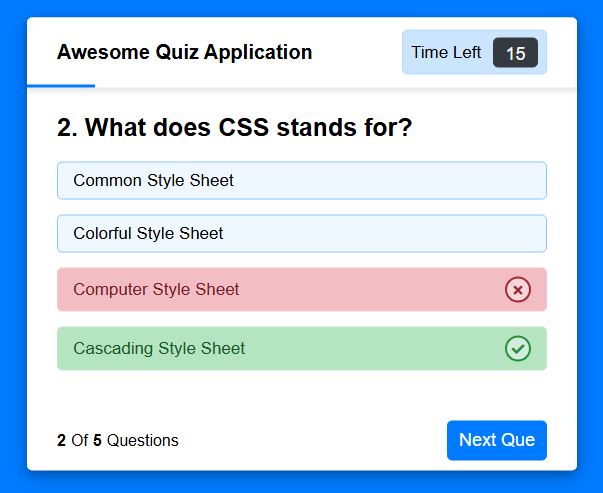 Awesome Quiz Application
Time Left 15
2. What does CSS stands for?
Common Style Sheet
Colorful Style Sheet
Computer Style Sheet
Cascading Style Sheet
2 Of 5 Questions
Next Que